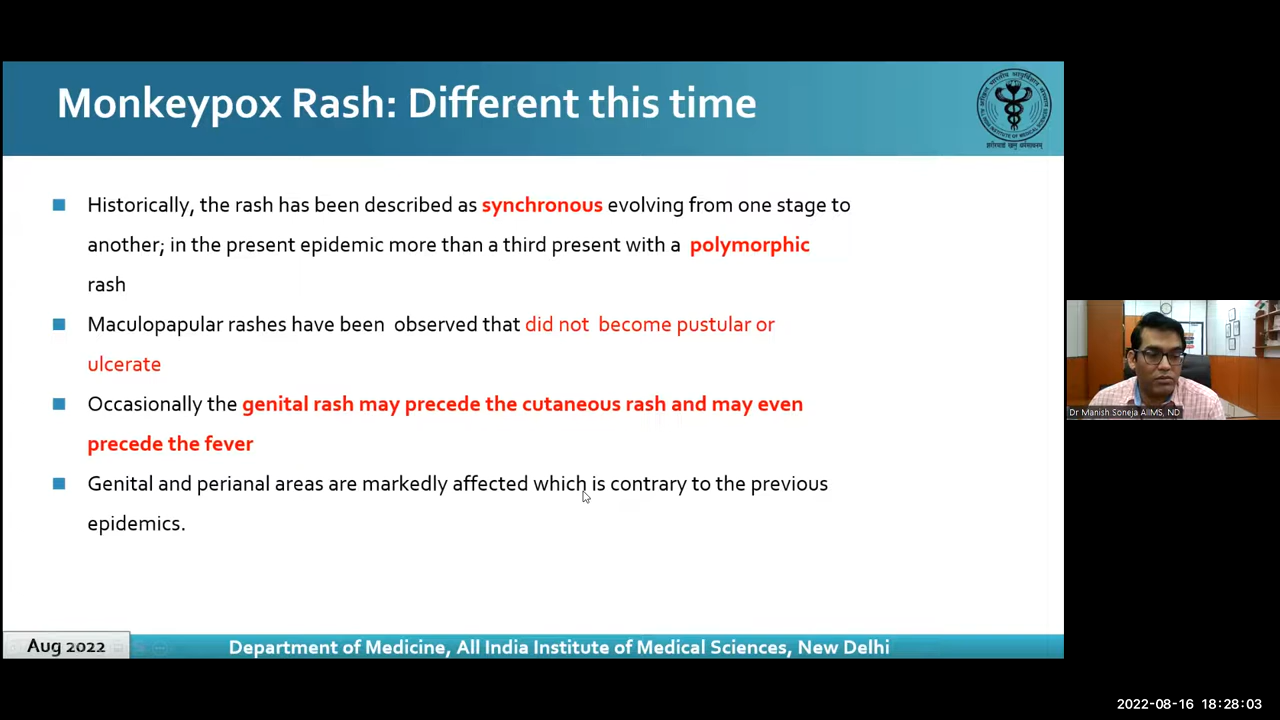 Monkeypox Rash: Different this time
Historically, the rash has been described as synchronous evolving from one stage to
another; in the present epidemic more than a third present with a polymorphic
rash
Maculopapular rashes have been observed that did not become pustular or
ulcerate
Occasionally the genital rash may precede the cutaneous rash and may even
precede the fever
Genital and perianal areas are markedly affected which is contrary to the previous
epidemics.
Dr Manish Soneja AIIMS, ND
Aug 2022
Department of Medicine, All India Institute of Medical Sciences, New Delhi
2022-08-16 18:28:03